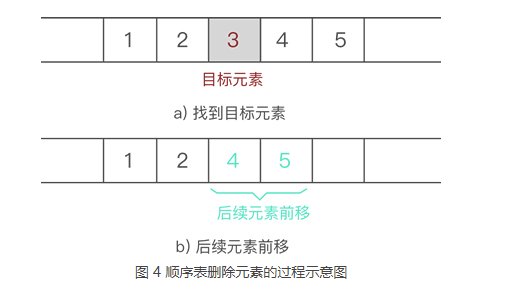 1 2 3 4 5
目标元素
a) 找到目标元素
1 2 4 5
后续元素前移
b) 后续元素前移
图 4 顺序表删除元素的过程示意图